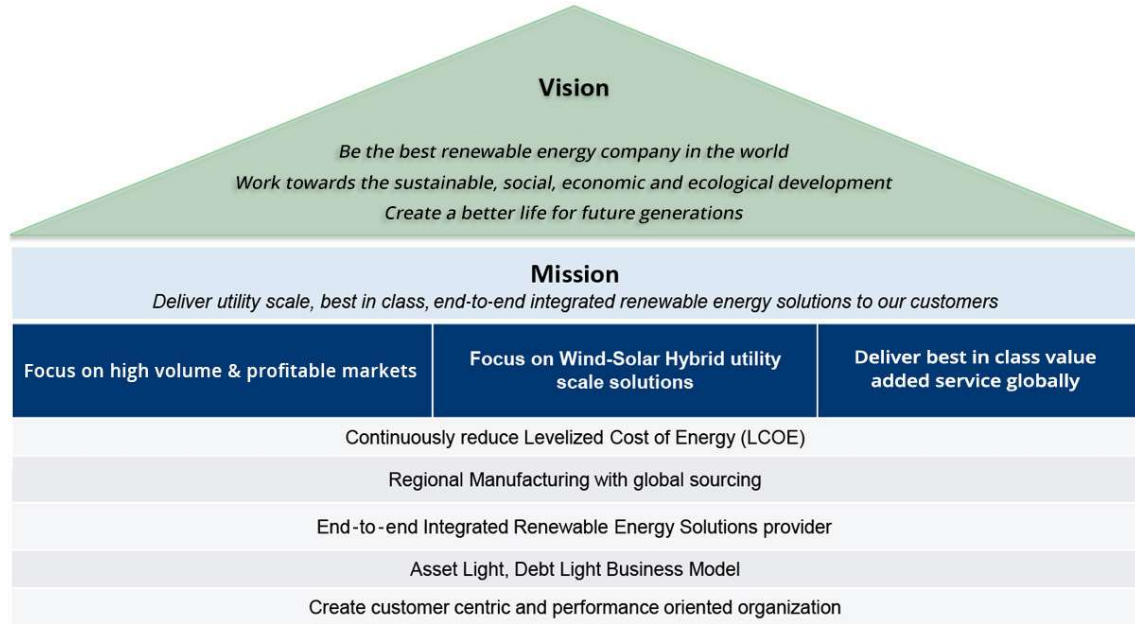 Vision
Be the best renewable energy company in the world
Work towards the sustainable, social, economic and ecological development
Create a better life for future generations
Mission
Deliver utility scale, best in class, end-to-end integrated renewable energy solutions to our customers
Focus on high volume & profitable markets
Focus on Wind-Solar Hybrid utility
scale solutions
Deliver best in class value
added service globally
Continuously reduce Levelized Cost of Energy (LCOE)
Regional Manufacturing with global sourcing
End-to-end Integrated Renewable Energy Solutions provider
Asset Light, Debt Light Business Model
Create customer centric and performance oriented organization